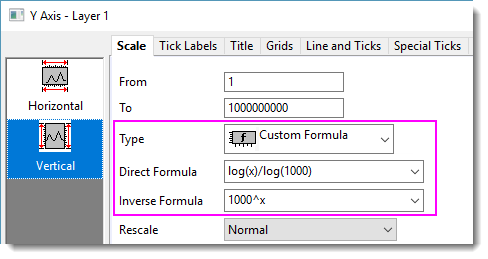 Y Axis - Layer 1
Scale Tick Labels Title Grids Line and Ticks Special Ticks
Horizontal
Vertical
From 1
To 1000000000
Type f Custom Formula
Direct Formula log(x)/log(1000)
Inverse Formula 1000^x
Rescale Normal